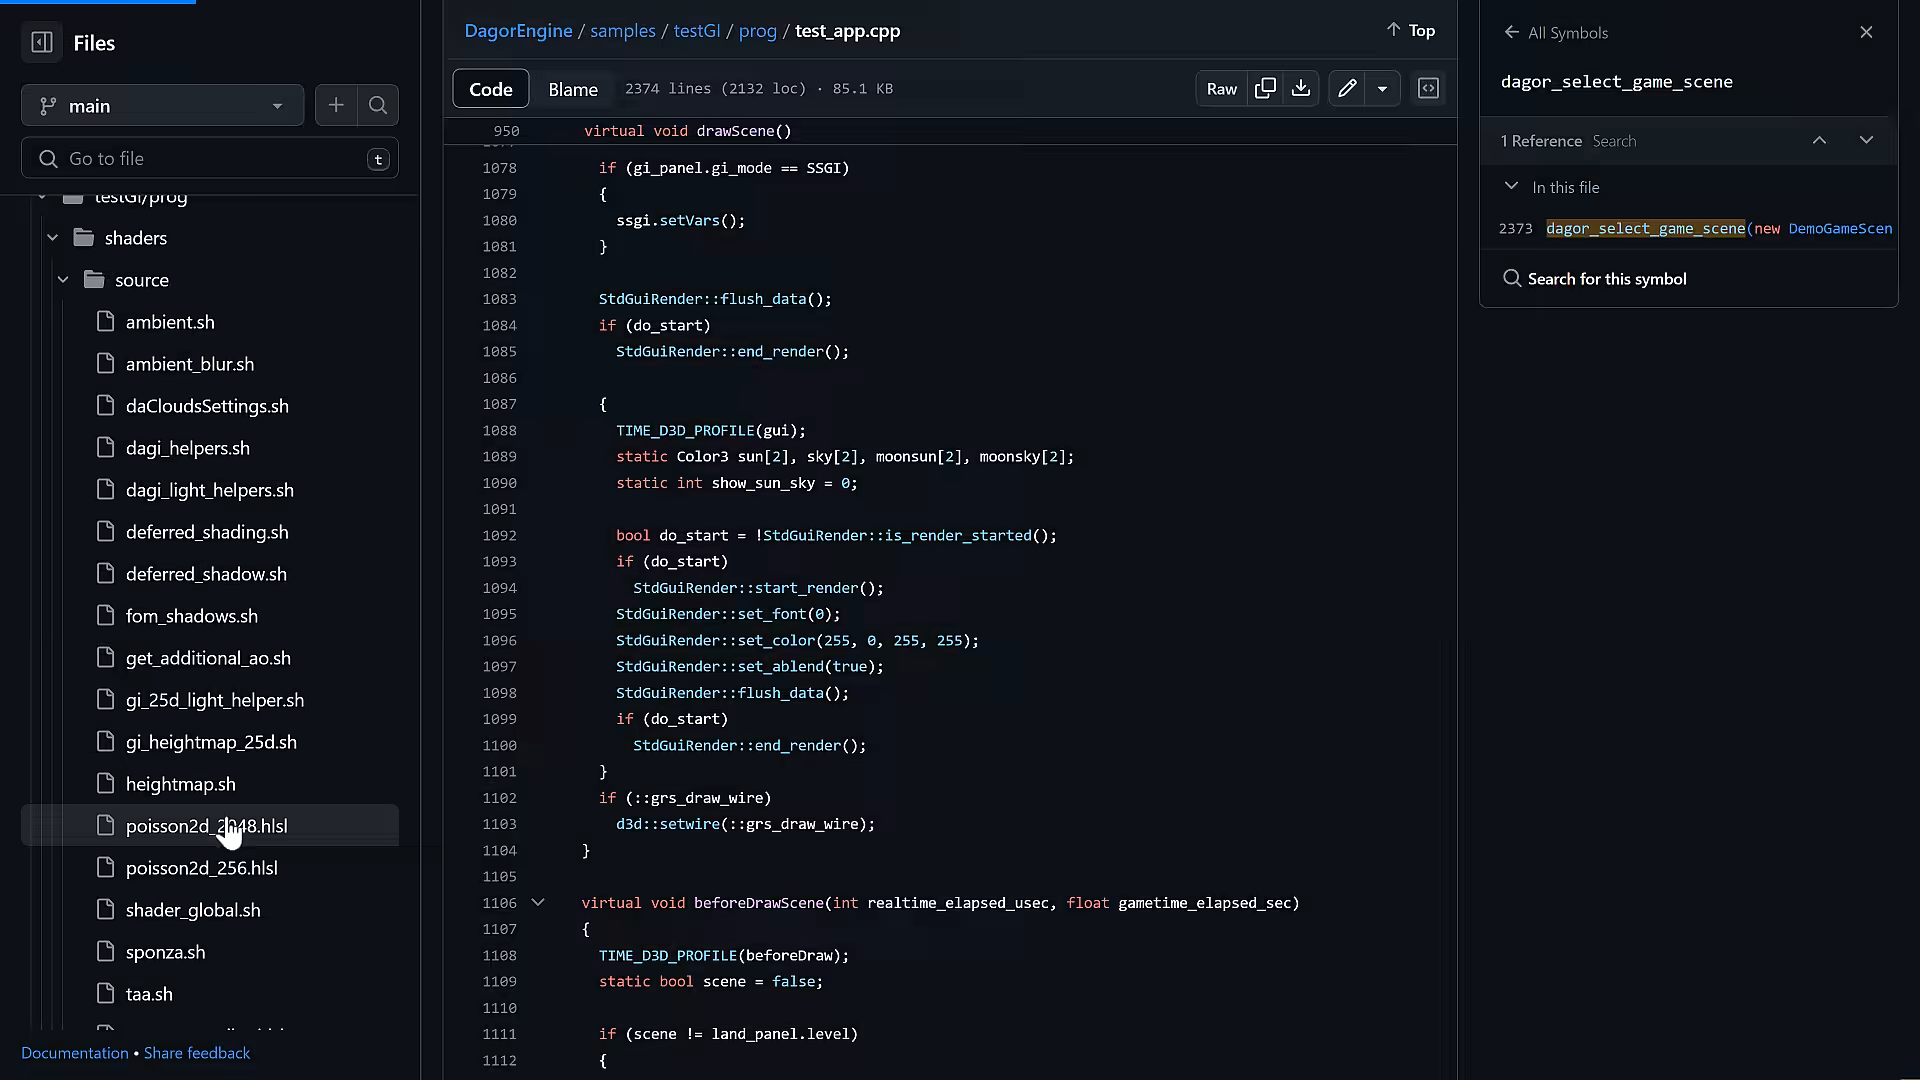 Files
main
Go to file
t
testGI/prog
shaders
source
ambient.sh
ambient_blur.sh
daCloudsSettings.sh
dagi_helpers.sh
dagi_light_helpers.sh
deferred_shading.sh
deferred_shadow.sh
fom_shadows.sh
get_additional_ao.sh
gi_25d_light_helper.sh
gi_heightmap_25d.sh
heightmap.sh
poisson2d_2048.hlsl
poisson2d_256.hlsl
shader_global.sh
sponza.sh
taa.sh
Documentation • Share feedback
DagorEngine / samples / testGI / prog / test_app.cpp
Top
Code Blame 2374 lines (2132 loc) · 85.1 KB
Raw
950 virtual void drawScene()
1078 if (gi_panel.gi_mode == SSGI)
1079 {
1080 ssgi.setVars();
1081 }
1082
1083 StdGuiRender::flush_data();
1084 if (do_start)
1085 StdGuiRender::end_render();
1086
1087 {
1088 TIME_D3D_PROFILE(gui);
1089 static Color3 sun[2], sky[2], moonsun[2], moonsky[2];
1090 static int show_sun_sky = 0;
1091
1092 bool do_start = !StdGuiRender::is_render_started();
1093 if (do_start)
1094 StdGuiRender::start_render();
1095 StdGuiRender::set_font(0);
1096 StdGuiRender::set_color(255, 0, 255, 255);
1097 StdGuiRender::set_ablend(true);
1098 StdGuiRender::flush_data();
1099 if (do_start)
1100 StdGuiRender::end_render();
1101 }
1102 if (::grs_draw_wire)
1103 d3d::setwire(::grs_draw_wire);
1104 }
1105
1106 virtual void beforeDrawScene(int realtime_elapsed_usec, float gametime_elapsed_sec)
1107 {
1108 TIME_D3D_PROFILE(beforeDraw);
1109 static bool scene = false;
1110
1111 if (scene != land_panel.level)
1112 {
All Symbols
dagor_select_game_scene
1 Reference Search
In this file
2373 dagor_select_game_scene(new DemoGameScen
Search for this symbol